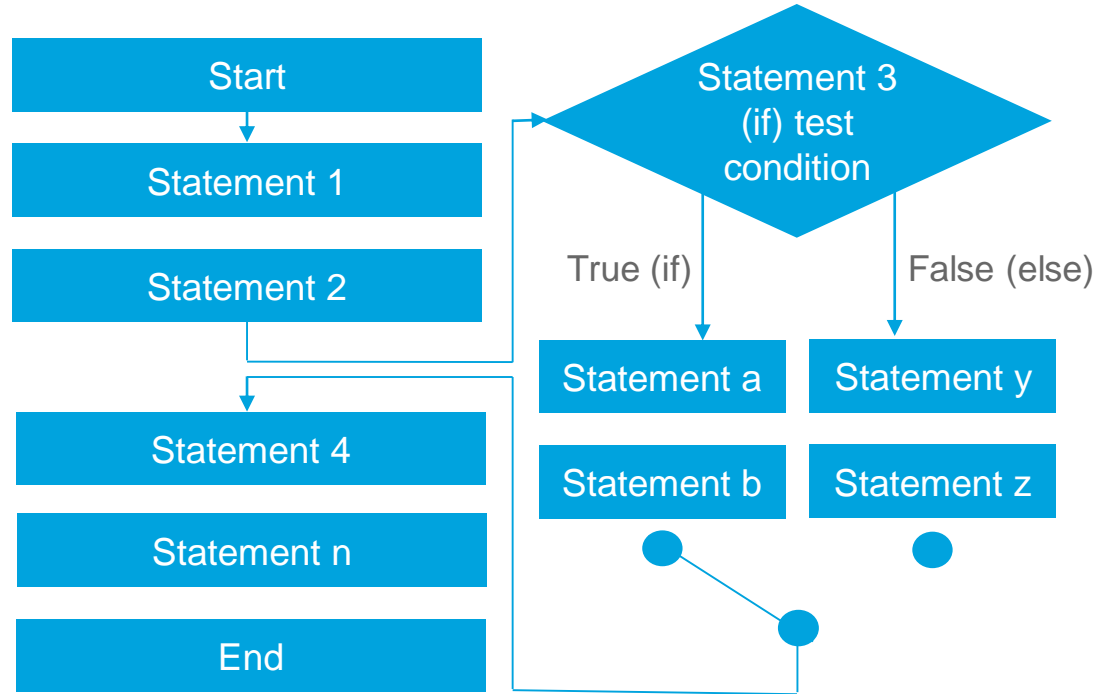 Start
Statement 1
Statement 2
Statement 3
(if) test
condition
True (if)
False (else)
Statement a
Statement y
Statement b
Statement z
Statement 4
Statement n
End